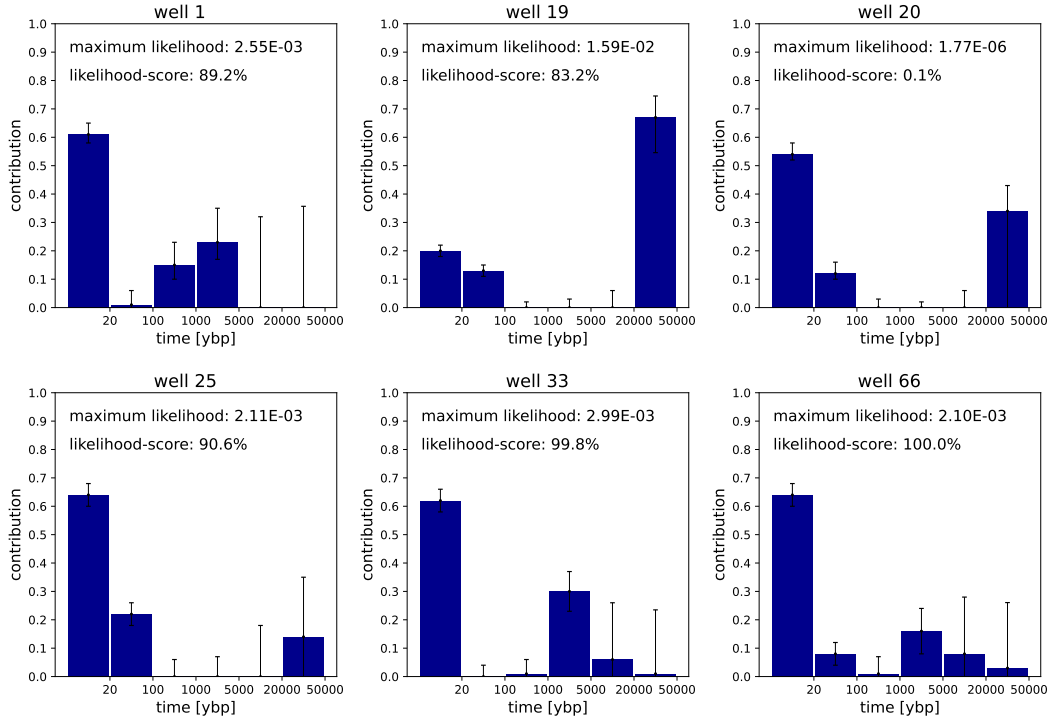 well 1
maximum likelihood: 2.55E-03
likelihood-score: 89.2%
contribution
1.0
0.9
0.8
0.7
0.6
0.5
0.4
0.3
0.2
0.1
0.0
20 100 1000 5000 20000 50000
time [ybp]
well 19
maximum likelihood: 1.59E-02
likelihood-score: 83.2%
contribution
1.0
0.9
0.8
0.7
0.6
0.5
0.4
0.3
0.2
0.1
0.0
20 100 1000 5000 20000 50000
time [ybp]
well 20
maximum likelihood: 1.77E-06
likelihood-score: 0.1%
contribution
1.0
0.9
0.8
0.7
0.6
0.5
0.4
0.3
0.2
0.1
0.0
20 100 1000 5000 20000 50000
time [ybp]
well 25
maximum likelihood: 2.11E-03
likelihood-score: 90.6%
contribution
1.0
0.9
0.8
0.7
0.6
0.5
0.4
0.3
0.2
0.1
0.0
20 100 1000 5000 20000 50000
time [ybp]
well 33
maximum likelihood: 2.99E-03
likelihood-score: 99.8%
contribution
1.0
0.9
0.8
0.7
0.6
0.5
0.4
0.3
0.2
0.1
0.0
20 100 1000 5000 20000 50000
time [ybp]
well 66
maximum likelihood: 2.10E-03
likelihood-score: 100.0%
contribution
1.0
0.9
0.8
0.7
0.6
0.5
0.4
0.3
0.2
0.1
0.0
20 100 1000 5000 20000 50000
time [ybp]